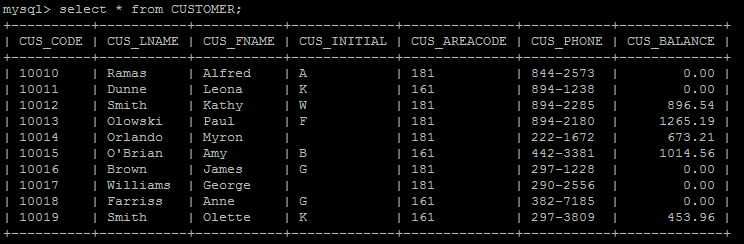 mysql> select * from CUSTOMER;
+----------+-----------+-----------+-------------+--------------+-----------+-------------+
| CUS_CODE | CUS_LNAME | CUS_FNAME | CUS_INITIAL | CUS_AREACODE | CUS_PHONE | CUS_BALANCE |
+----------+-----------+-----------+-------------+--------------+-----------+-------------+
| 10010    | Ramas     | Alfred    | A           | 181          | 844-2573  |        0.00 |
| 10011    | Dunne     | Leona     | K           | 161          | 894-1238  |        0.00 |
| 10012    | Smith     | Kathy     | W           | 181          | 894-2285  |      896.54 |
| 10013    | Olowski   | Paul      | F           | 181          | 894-2180  |     1265.19 |
| 10014    | Orlando   | Myron     |             | 181          | 222-1672  |      673.21 |
| 10015    | O'Brian   | Amy       | B           | 161          | 442-3381  |     1014.56 |
| 10016    | Brown     | James     | G           | 181          | 297-1228  |        0.00 |
| 10017    | Williams  | George    |             | 181          | 290-2556  |        0.00 |
| 10018    | Farriss   | Anne      | G           | 161          | 382-7185  |        0.00 |
| 10019    | Smith     | Olette    | K           | 161          | 297-3809  |      453.96 |
+----------+-----------+-----------+-------------+--------------+-----------+-------------+